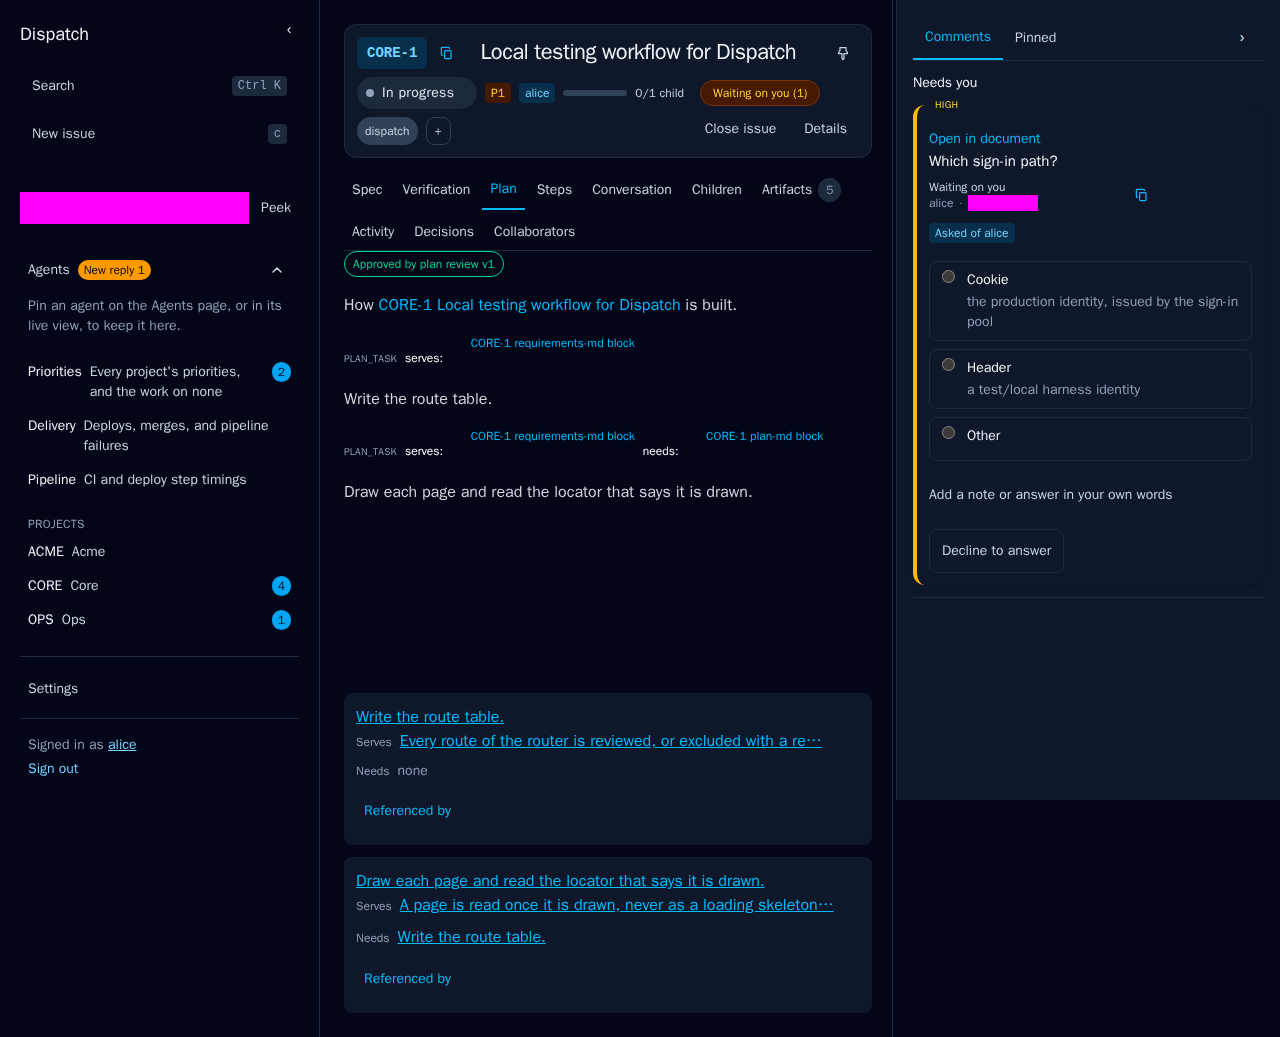 Dispatch
Search
Ctrl K
New issue
C
Peek
Agents
New reply 1
Pin an agent on the Agents page, or in its
live view, to keep it here.
Priorities
Every project's priorities,
and the work on none
2
Delivery
Deploys, merges, and pipeline
failures
Pipeline
CI and deploy step timings
PROJECTS
ACME Acme
CORE Core
4
OPS Ops
1
Settings
Signed in as alice
Sign out
CORE-1
Local testing workflow for Dispatch
In progress
P1
alice
0/1 child
Waiting on you (1)
dispatch
+
Close issue
Details
Spec
Verification
Plan
Steps
Conversation
Children
Artifacts
5
Activity
Decisions
Collaborators
Approved by plan review v1
How CORE-1 Local testing workflow for Dispatch is built.
CORE-1 requirements-md block
PLAN_TASK serves:
Write the route table.
CORE-1 requirements-md block
CORE-1 plan-md block
PLAN_TASK serves:
needs:
Draw each page and read the locator that says it is drawn.
Write the route table.
Serves Every route of the router is reviewed, or excluded with a re…
Needs none
Referenced by
Draw each page and read the locator that says it is drawn.
Serves A page is read once it is drawn, never as a loading skeleton…
Needs Write the route table.
Referenced by
Comments
Pinned
Needs you
HIGH
Open in document
Which sign-in path?
Waiting on you
alice ·
Asked of alice
Cookie
the production identity, issued by the sign-in
pool
Header
a test/local harness identity
Other
Add a note or answer in your own words
Decline to answer